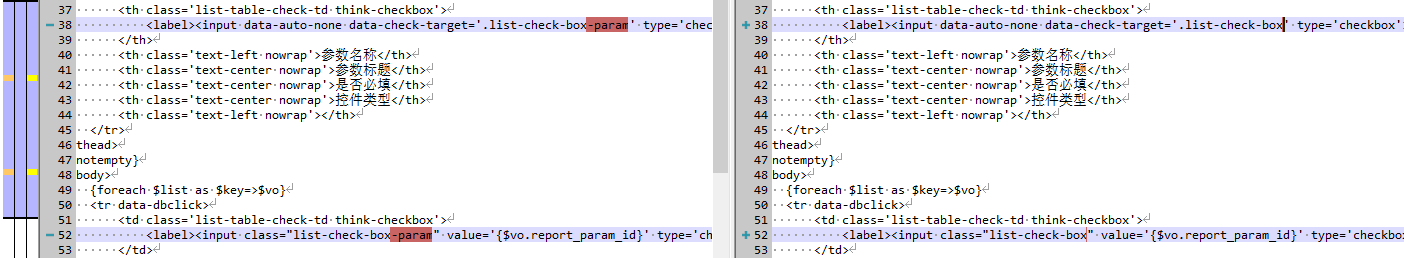 37 <th class='list-table-check-td think-checkbox'>
38 <label><input data-auto-none data-check-target='.list-check-box-param' type='chec
39 </th>
40 <th class='text-left nowrap'>参数名称</th>
41 <th class='text-center nowrap'>参数标题</th>
42 <th class='text-center nowrap'>是否必填</th>
43 <th class='text-center nowrap'>控件类型</th>
44 <th class='text-left nowrap'></th>
45 </tr>
46 thead>
47 notempty}
48 body>
49 {foreach $list as $key=>$vo}
50 <tr data-dbclick>
51 <td class='list-table-check-td think-checkbox'>
52 <label><input class="list-check-box-param" value='{$vo.report_param_id}' type='ch
53 </td>
37 <th class='list-table-check-td think-checkbox'>
38 <label><input data-auto-none data-check-target='.list-check-box' type='checkbox'
39 </th>
40 <th class='text-left nowrap'>参数名称</th>
41 <th class='text-center nowrap'>参数标题</th>
42 <th class='text-center nowrap'>是否必填</th>
43 <th class='text-center nowrap'>控件类型</th>
44 <th class='text-left nowrap'></th>
45 </tr>
46 thead>
47 notempty}
48 body>
49 {foreach $list as $key=>$vo}
50 <tr data-dbclick>
51 <td class='list-table-check-td think-checkbox'>
52 <label><input class="list-check-box" value='{$vo.report_param_id}' type='checkbox
53 </td>